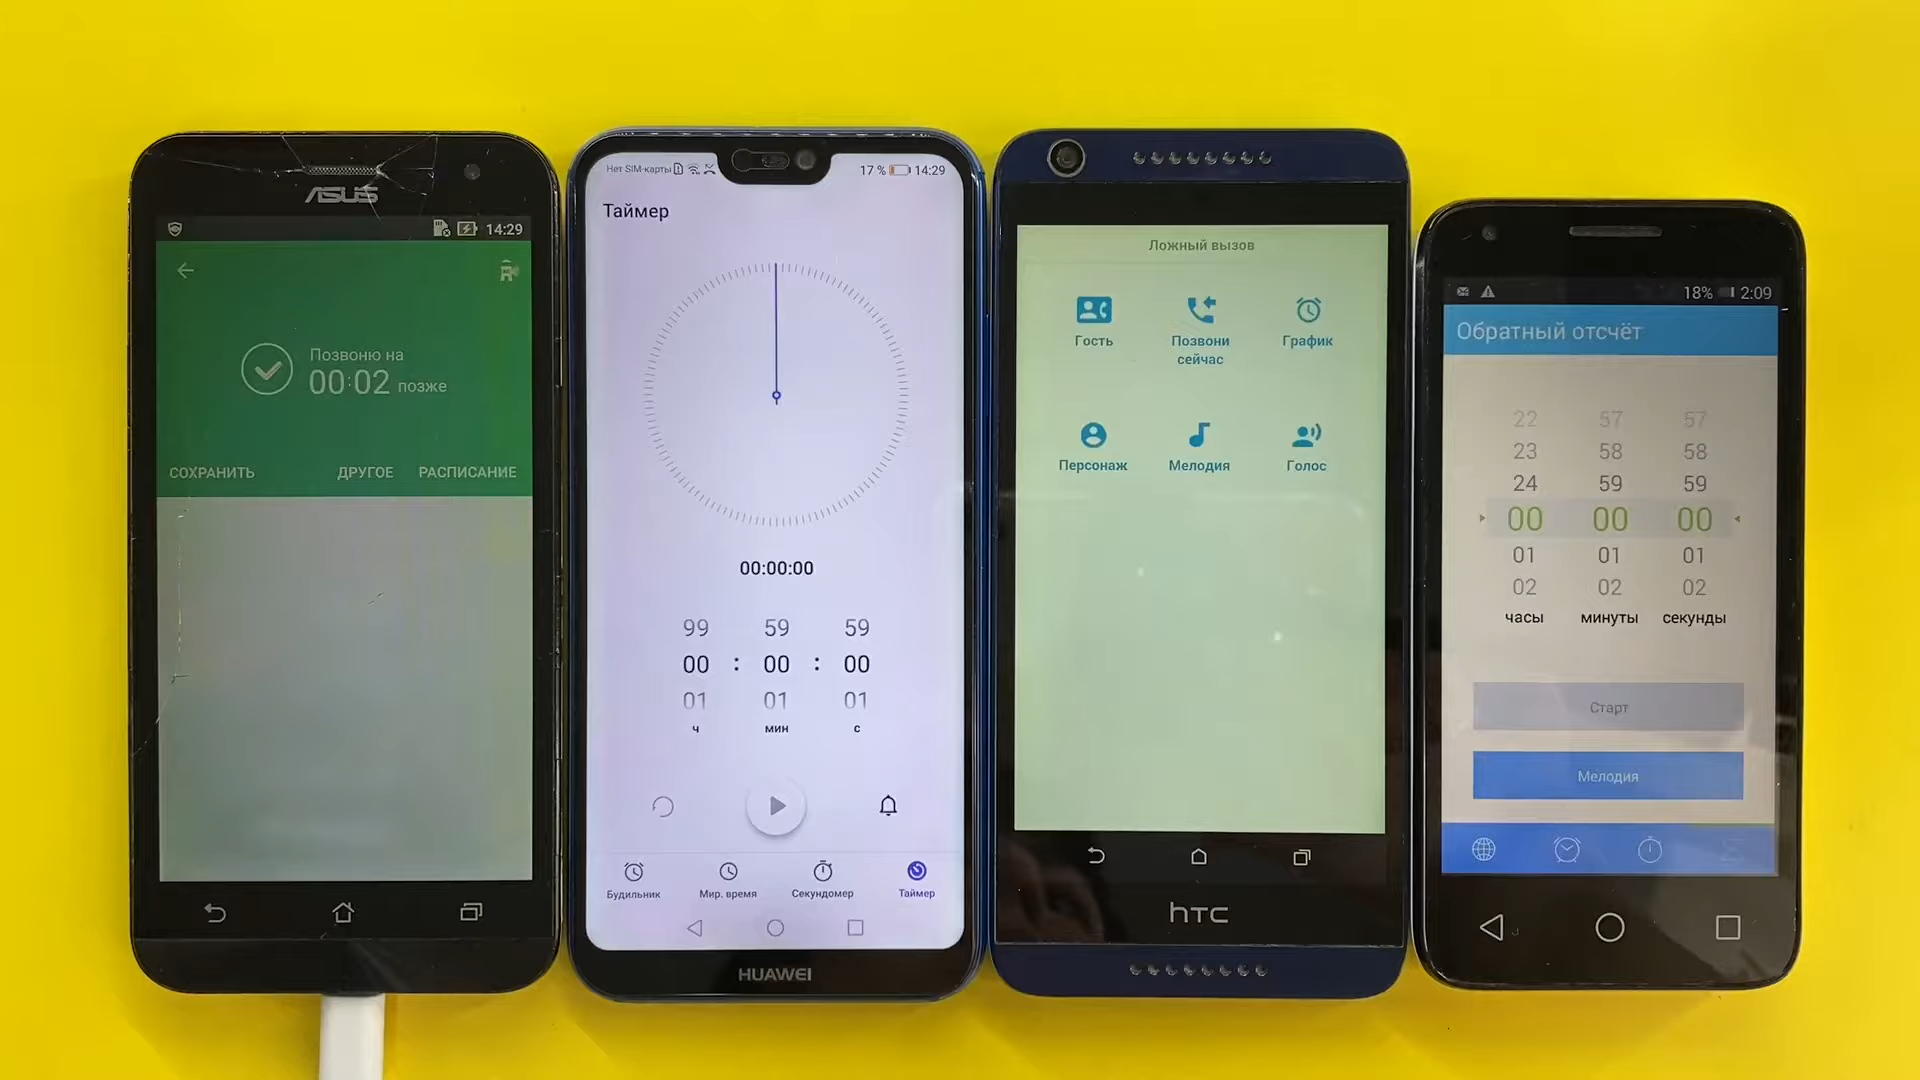 ASUS
14:29
Позвоню на
00:02 позже
СОХРАНИТЬ
ДРУГОЕ
РАСПИСАНИЕ
Нет SIM-карты
17 %
14:29
Таймер
00:00:00
99 59 59
00 : 00 : 00
01 01 01
ч мин с
Будильник
Мир. время
Секундомер
Таймер
HUAWEI
Ложный вызов
Гость
Позвони
сейчас
График
Персонаж
Мелодия
Голос
hTC
18% 2:09
Обратный отсчёт
22 57 57
23 58 58
24 59 59
00 00 00
01 01 01
02 02 02
часы минуты секунды
Старт
Мелодия